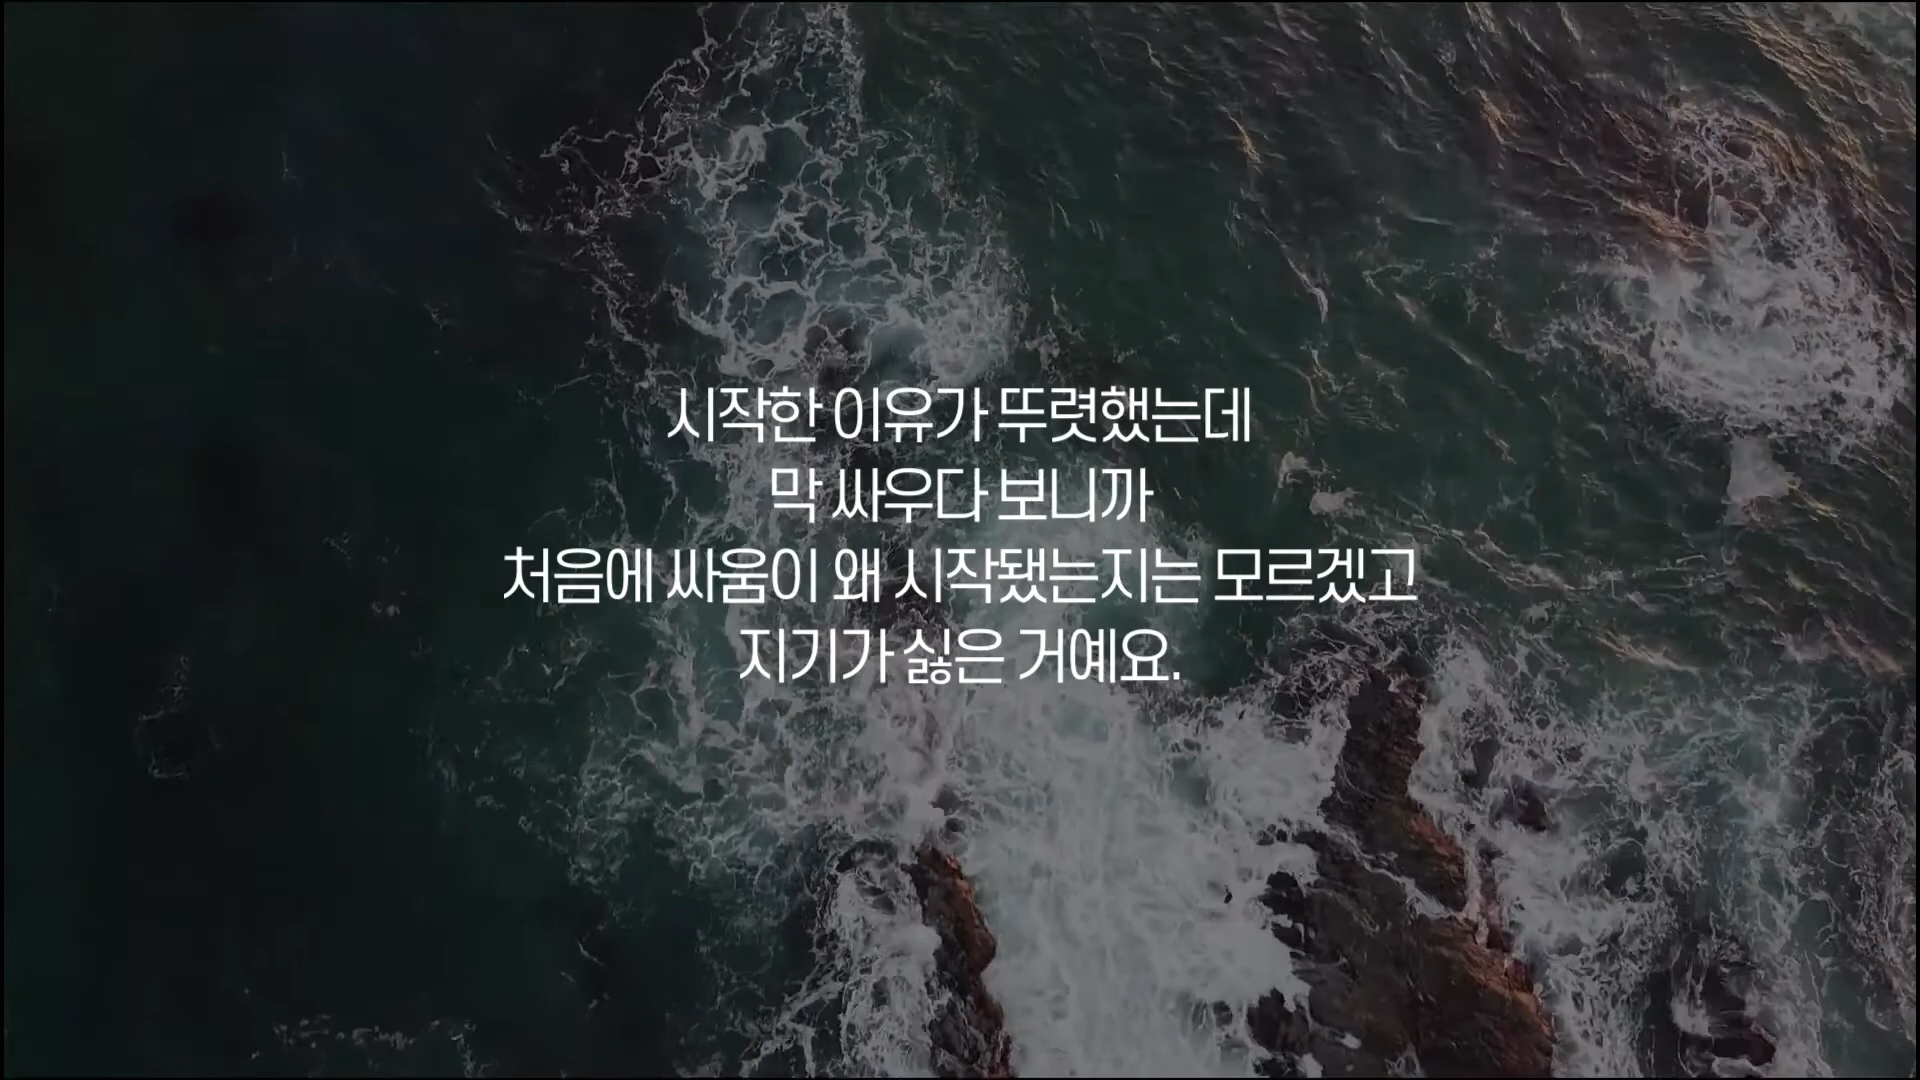 시작한 이유가 뚜렷했는데
막 싸우다 보니까
처음에 싸움이 왜 시작됐는지는 모르겠고
지기가 싫은 거예요.